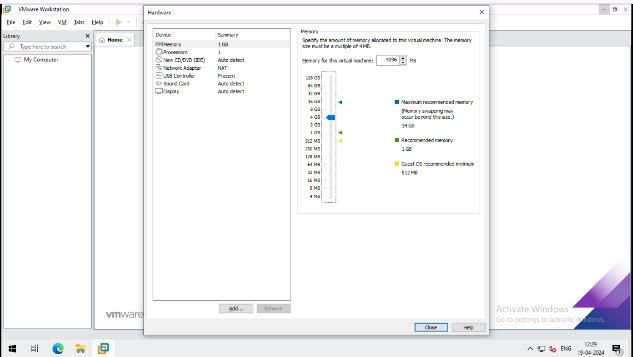 VMware Workstation
File Edit View VM Tabs Help
Library
Type here to search
My Computer
Home
Hardware
Device Summary
Memory 1 GB
Processors 1
New CD/DVD (IDE) Auto detect
Network Adapter NAT
USB Controller Present
Sound Card Auto detect
Display Auto detect
Add... Remove
Memory
Specify the amount of memory allocated to this virtual machine. The memory
size must be a multiple of 4 MB.
Memory for this virtual machine: 4096 MB
128 GB
64 GB
32 GB
16 GB
8 GB
4 GB
2 GB
1 GB
512 MB
256 MB
128 MB
64 MB
32 MB
16 MB
8 MB
4 MB
Maximum recommended memory
(Memory swapping may
occur beyond this size.)
14 GB
Recommended memory
1 GB
Guest OS recommended minimum
512 MB
Close Help
vmware
Activate Windows
Go to Settings to activate Windows.
ENG
12:29
19-04-2024